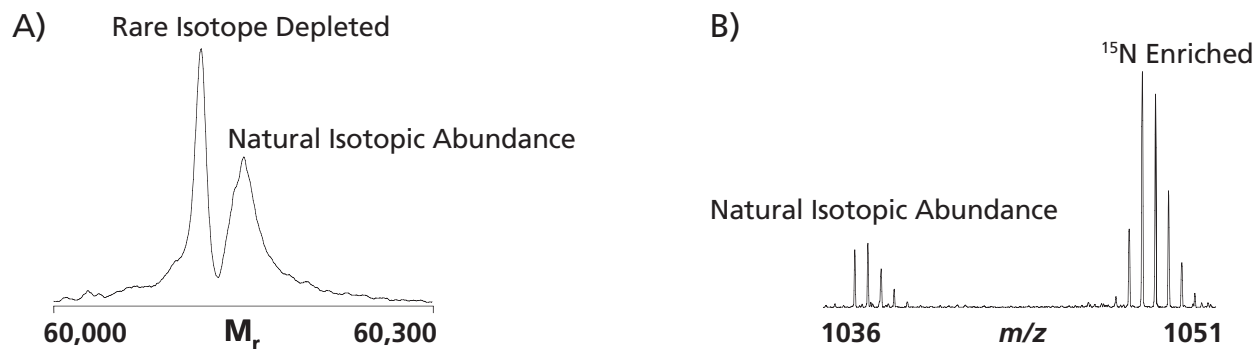 A)
Rare Isotope Depleted
Natural Isotopic Abundance
60,000 Mr 60,300
B)
¹⁵N Enriched
Natural Isotopic Abundance
1036 m/z 1051